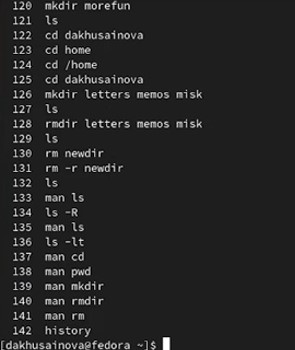 120 mkdir morefun
121 ls
122 cd dakhusainova
123 cd home
124 cd /home
125 cd dakhusainova
126 mkdir letters memos misk
127 ls
128 rmdir letters memos misk
129 ls
130 rm newdir
131 rm -r newdir
132 ls
133 man ls
134 ls -R
135 man ls
136 ls -lt
137 man cd
138 man pwd
139 man mkdir
140 man rmdir
141 man rm
142 history
[dakhusainova@fedora ~]$